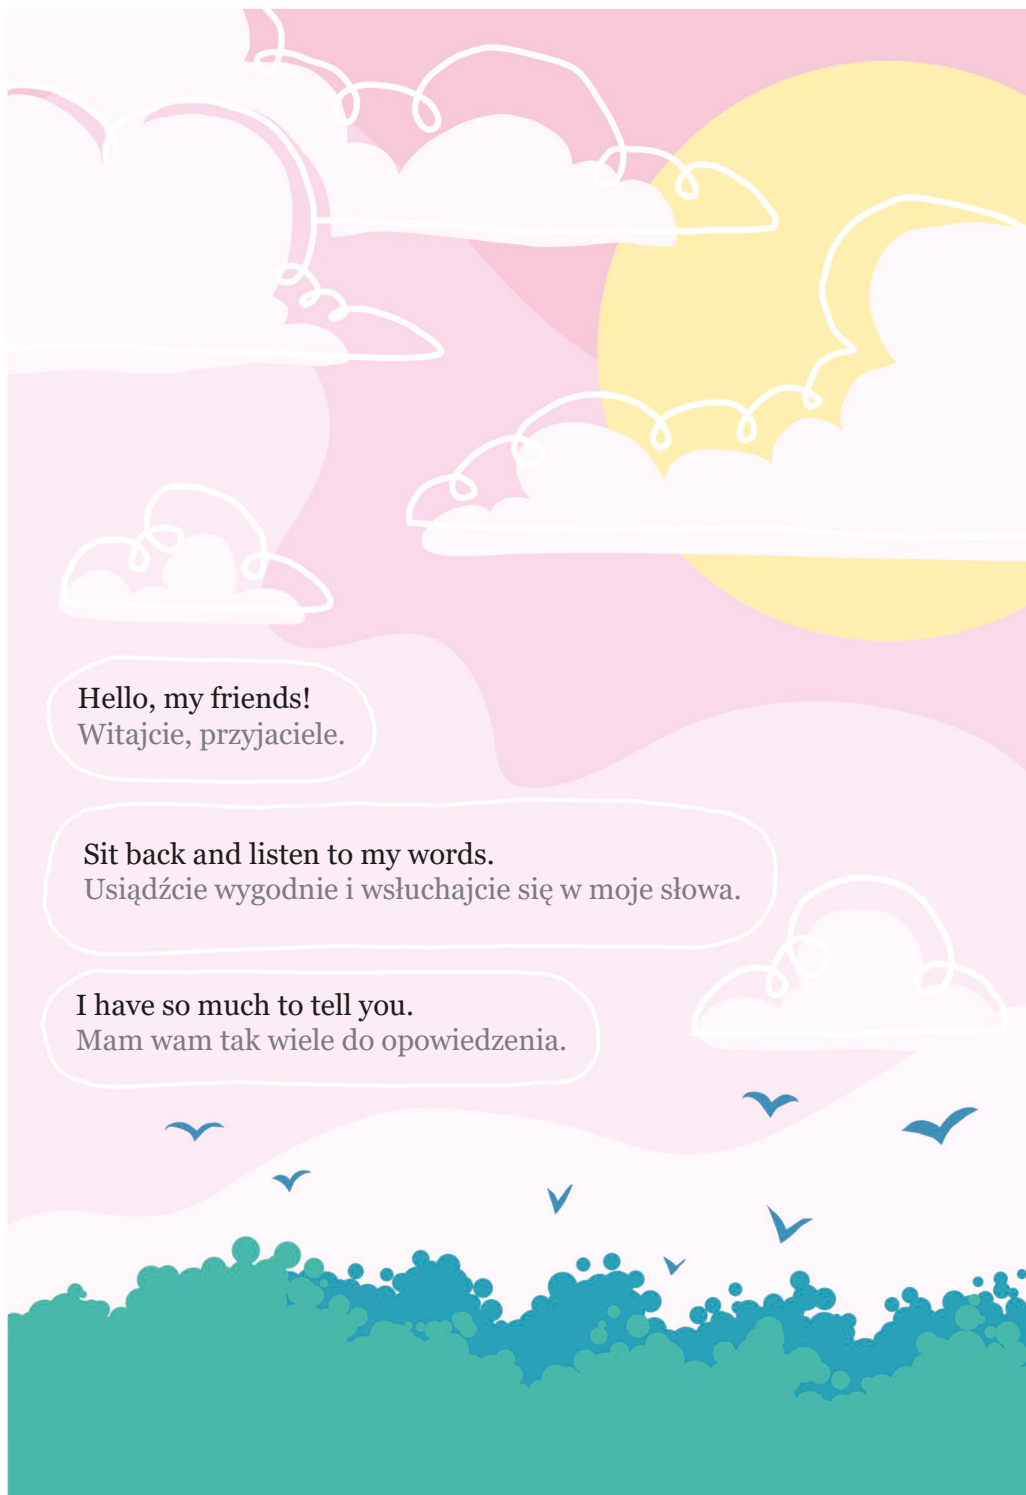 Hello, my friends!
Witajcie, przyjaciele.
Sit back and listen to my words.
Usiądźcie wygodnie i wsłuchajcie się w moje słowa.
I have so much to tell you.
Mam wam tak wiele do opowiedzenia.